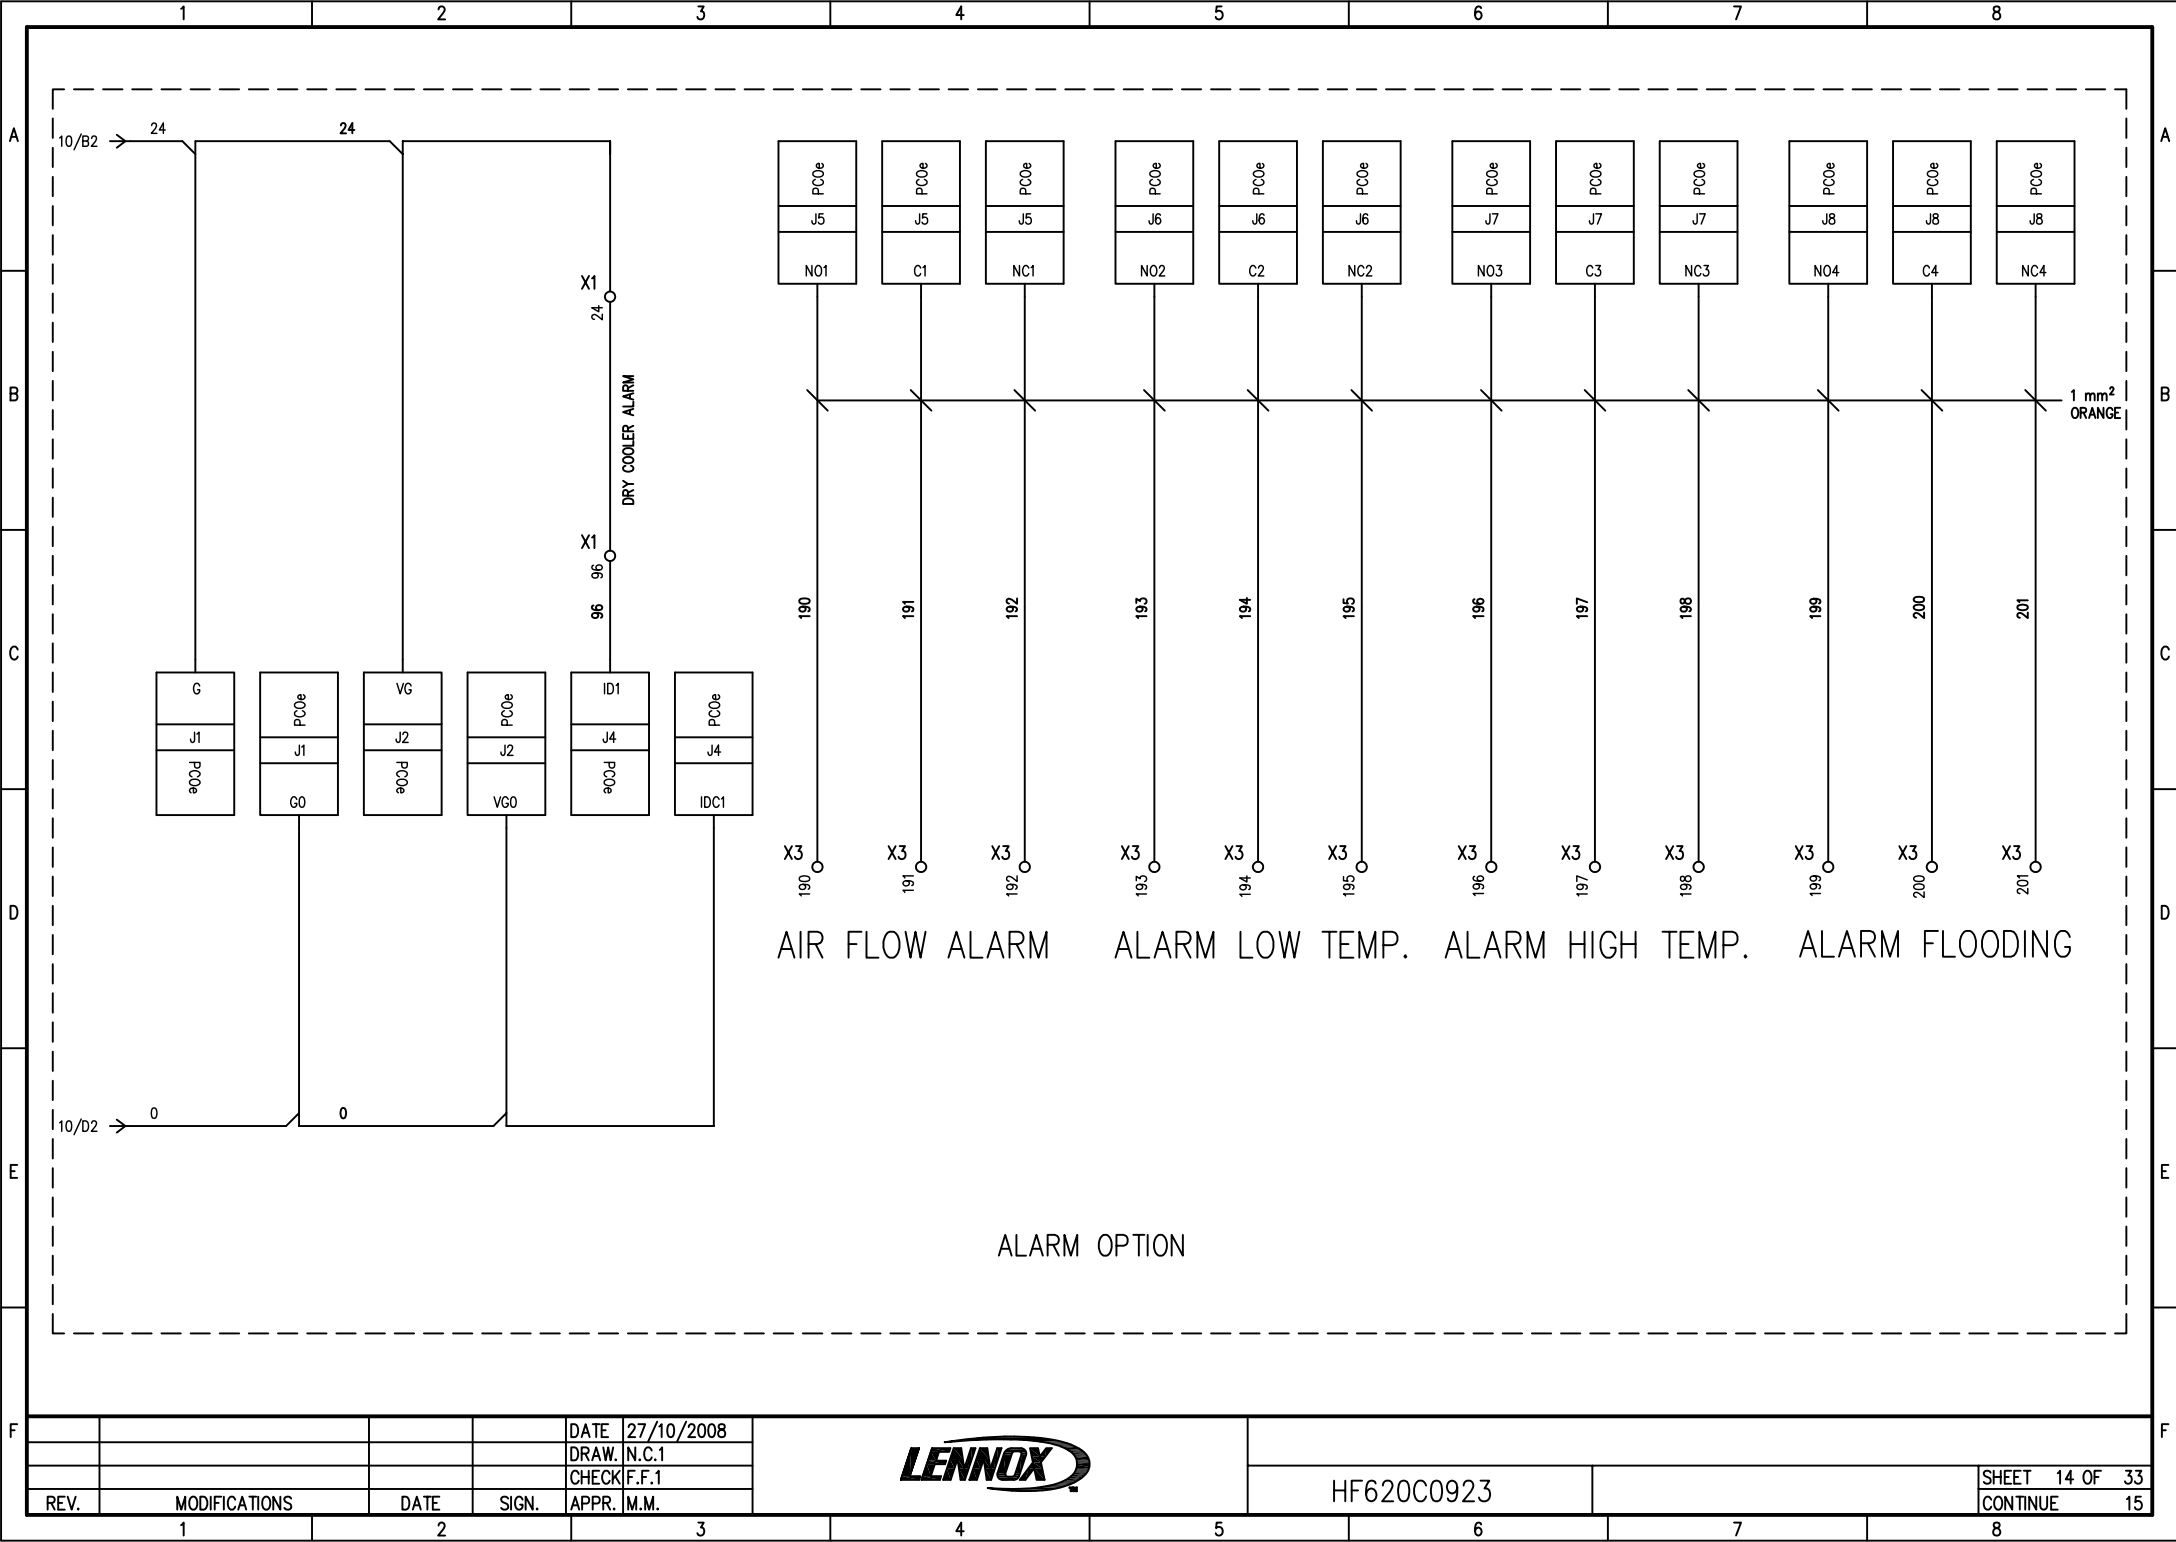 1 2 3 4 5 6 7 8
A A
10/B2 24 24
PCOe PCOe PCOe PCOe PCOe PCOe PCOe PCOe PCOe PCOe PCOe PCOe
J5 J5 J5 J6 J6 J6 J7 J7 J7 J8 J8 J8
NO1 C1 NC1 NO2 C2 NC2 NO3 C3 NC3 NO4 C4 NC4
X1
24
B B
1 mm²
ORANGE
DRY COOLER ALARM
X1
96
96
190 191 192 193 194 195 196 197 198 199 200 201
C C
G PCOe VG PCOe ID1 PCOe
J1 J1 J2 J2 J4 J4
PCOe GO PCOe VGO PCOe IDC1
X3 X3 X3 X3 X3 X3 X3 X3 X3 X3 X3 X3
190 191 192 193 194 195 196 197 198 199 200 201
D D
AIR FLOW ALARM ALARM LOW TEMP. ALARM HIGH TEMP. ALARM FLOODING
10/D2 0 0
E E
ALARM OPTION
F F
DATE 27/10/2008
DRAW. N.C.1
CHECK F.F.1
REV. MODIFICATIONS DATE SIGN. APPR. M.M.
LENNOX
TM
HF620C0923
SHEET 14 OF 33
CONTINUE 15
1 2 3 4 5 6 7 8